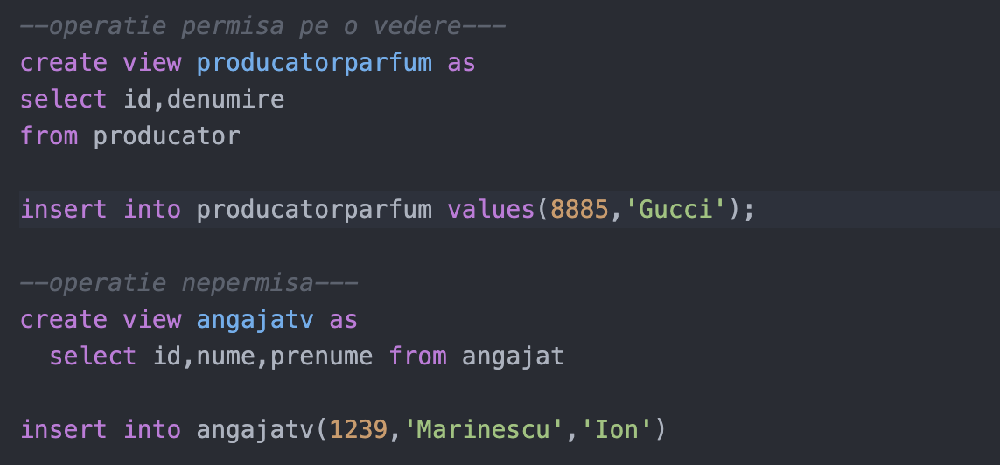 --operatie permisa pe o vedere---
create view producatorparfum as
select id,denumire
from producator
insert into producatorparfum values(8885,'Gucci');
--operatie nepermisa---
create view angajatv as
select id,nume,prenume from angajat
insert into angajatv(1239,'Marinescu','Ion')